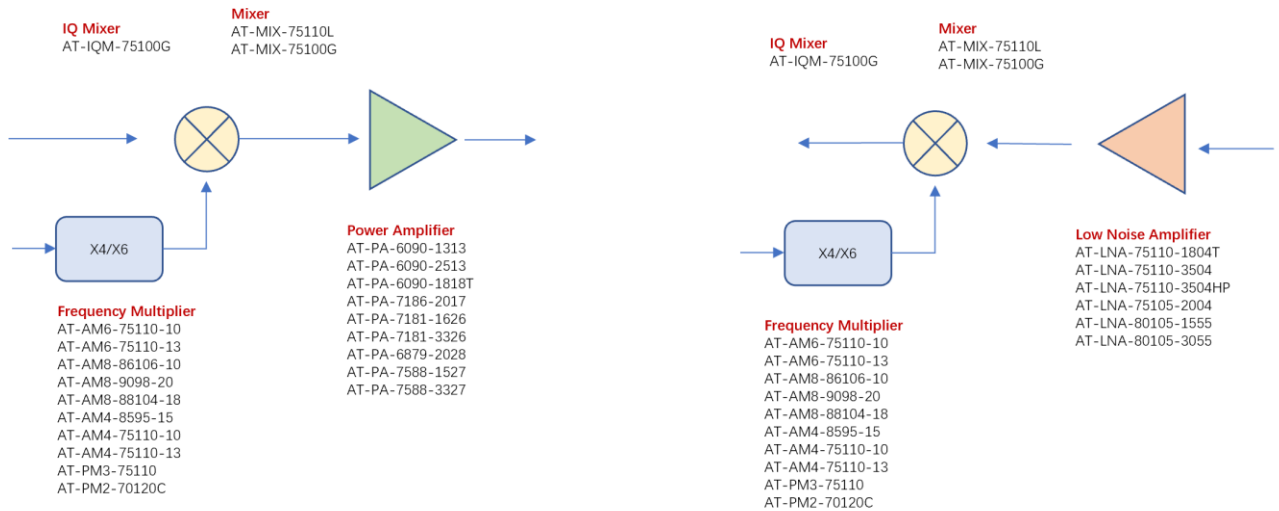 IQ Mixer
AT-IQM-75100G
Mixer
AT-MIX-75110L
AT-MIX-75100G
X4/X6
Power Amplifier
AT-PA-6090-1313
AT-PA-6090-2513
AT-PA-6090-1818T
AT-PA-7186-2017
AT-PA-7181-1626
AT-PA-7181-3326
AT-PA-6879-2028
AT-PA-7588-1527
AT-PA-7588-3327
Frequency Multiplier
AT-AM6-75110-10
AT-AM6-75110-13
AT-AM8-86106-10
AT-AM8-9098-20
AT-AM8-88104-18
AT-AM4-8595-15
AT-AM4-75110-10
AT-AM4-75110-13
AT-PM3-75110
AT-PM2-70120C
IQ Mixer
AT-IQM-75100G
Mixer
AT-MIX-75110L
AT-MIX-75100G
X4/X6
Low Noise Amplifier
AT-LNA-75110-1804T
AT-LNA-75110-3504
AT-LNA-75110-3504HP
AT-LNA-75105-2004
AT-LNA-80105-1555
AT-LNA-80105-3055
Frequency Multiplier
AT-AM6-75110-10
AT-AM6-75110-13
AT-AM8-86106-10
AT-AM8-9098-20
AT-AM8-88104-18
AT-AM4-8595-15
AT-AM4-75110-10
AT-AM4-75110-13
AT-PM3-75110
AT-PM2-70120C